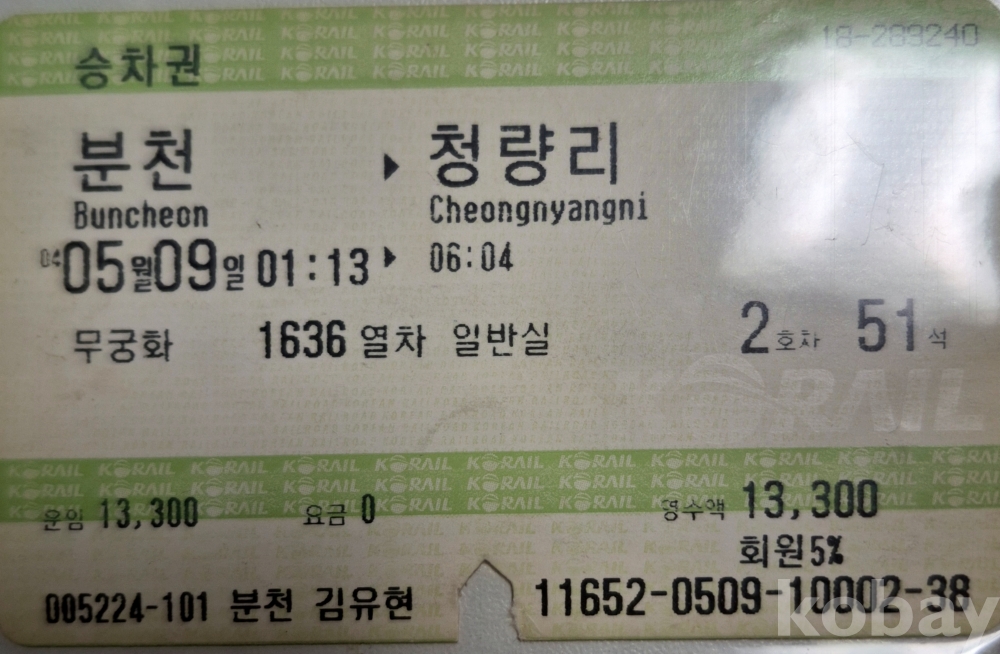 18-289240
승차권
분천 ▶ 청량리
Buncheon Cheongnyangni
04 05월09일 01:13 ▶ 06:04
무궁화 1636 열차 일반실 2호차 51석
KORAIL
운임 13,300 요금 0 영수액 13,300
회원5%
005224-101 분천 김유현 11652-0509-10002-38
kobay